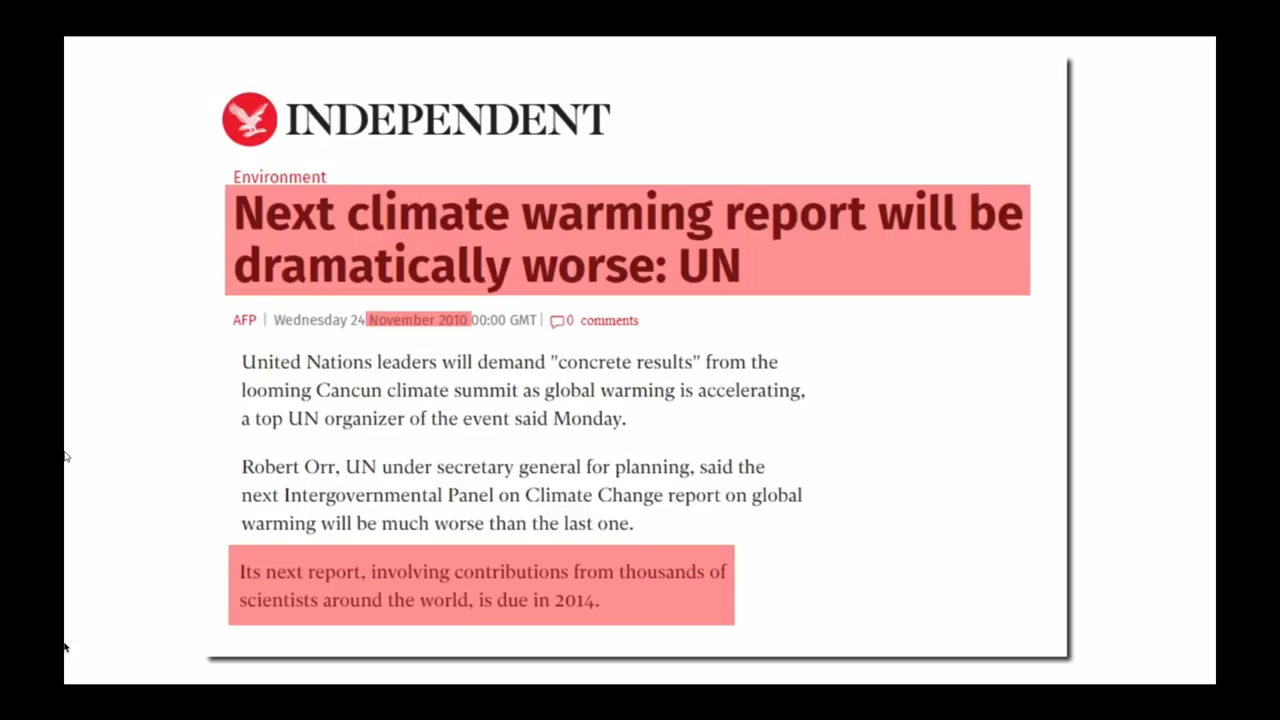 INDEPENDENT
Environment
Next climate warming report will be
dramatically worse: UN
AFP | Wednesday 24 November 2010 00:00 GMT | 0 comments
United Nations leaders will demand "concrete results" from the
looming Cancun climate summit as global warming is accelerating,
a top UN organizer of the event said Monday.
Robert Orr, UN under secretary general for planning, said the
next Intergovernmental Panel on Climate Change report on global
warming will be much worse than the last one.
Its next report, involving contributions from thousands of
scientists around the world, is due in 2014.